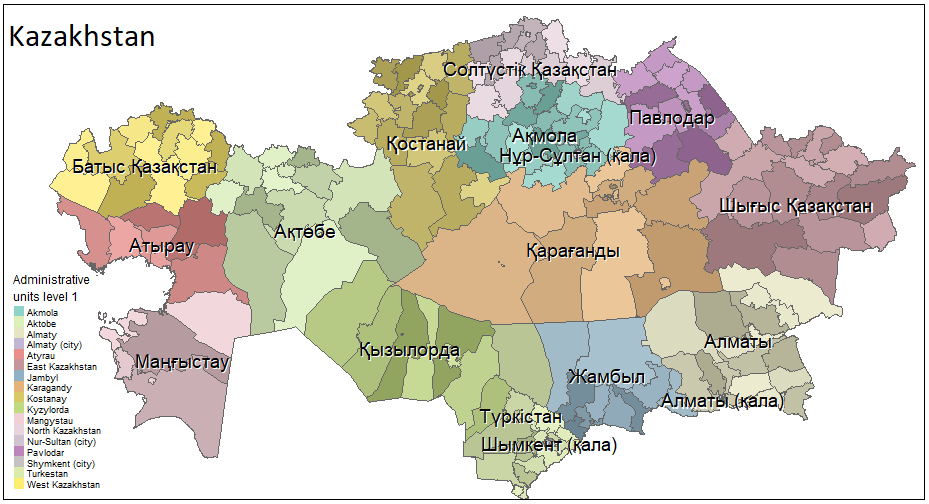 Kazakhstan
Солтүстік Қазақстан
Павлодар
Ақмола
Қостанай
Нұр-Сұлтан (қала)
Батыс Қазақстан
Шығыс Қазақстан
Ақтөбе
Атырау
Қарағанды
Алматы
Қызылорда
Маңғыстау
Жамбыл
Алматы (қала)
Түркістан
Шымкент (қала)
Administrative
units level 1
Akmola
Aktobe
Almaty
Almaty (city)
Atyrau
East Kazakhstan
Jambyl
Karagandy
Kostanay
Kyzylorda
Mangystau
North Kazakhstan
Nur-Sultan (city)
Pavlodar
Shymkent (city)
Turkestan
West Kazakhstan